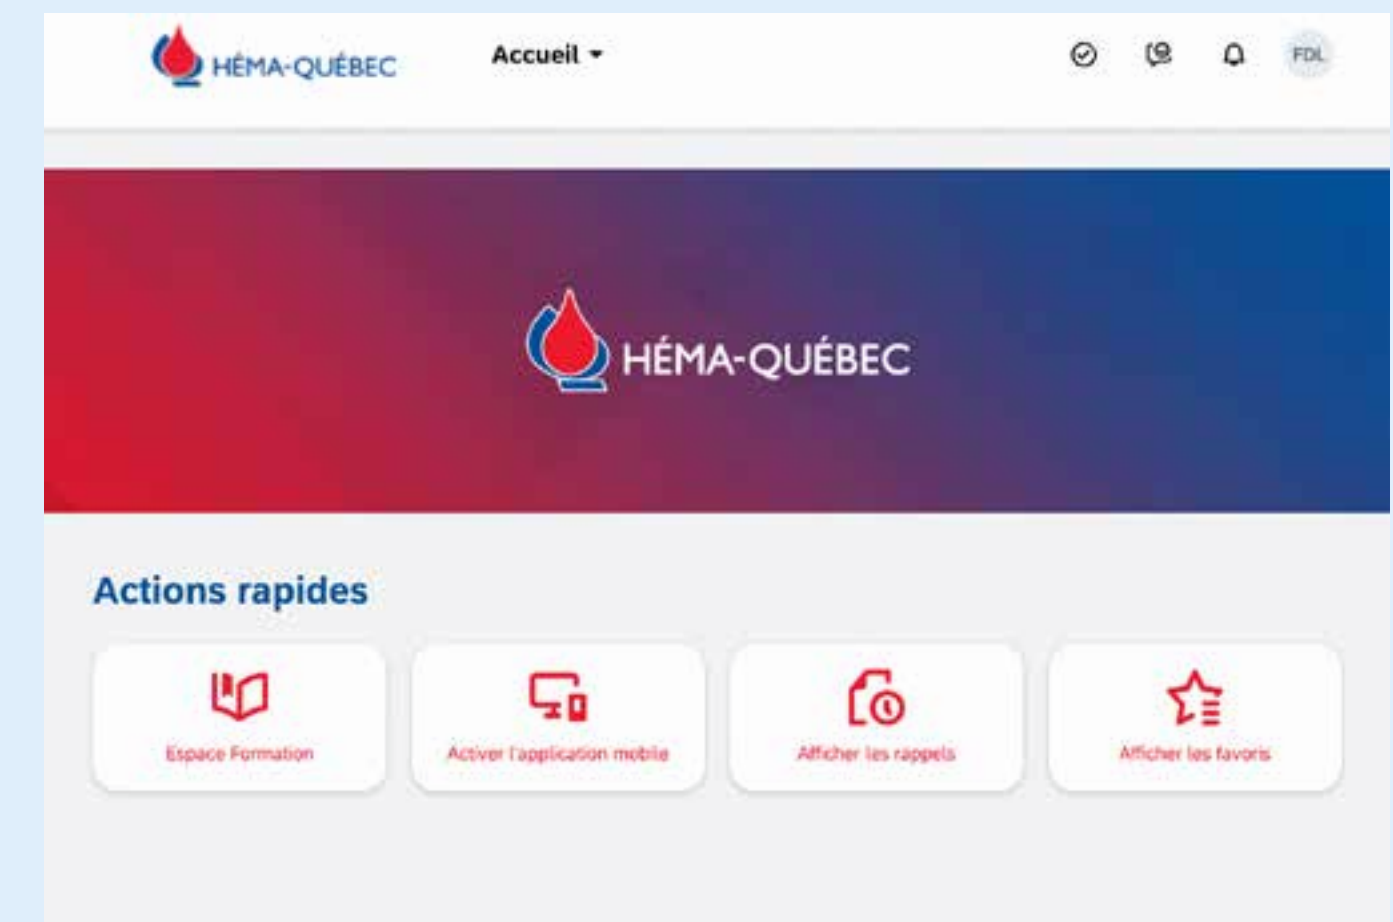 HÉMA-QUÉBEC
Accueil
FDL
HÉMA-QUÉBEC
Actions rapides
Espace Formation
Activer l'application mobile
Afficher les rappels
Afficher les favoris